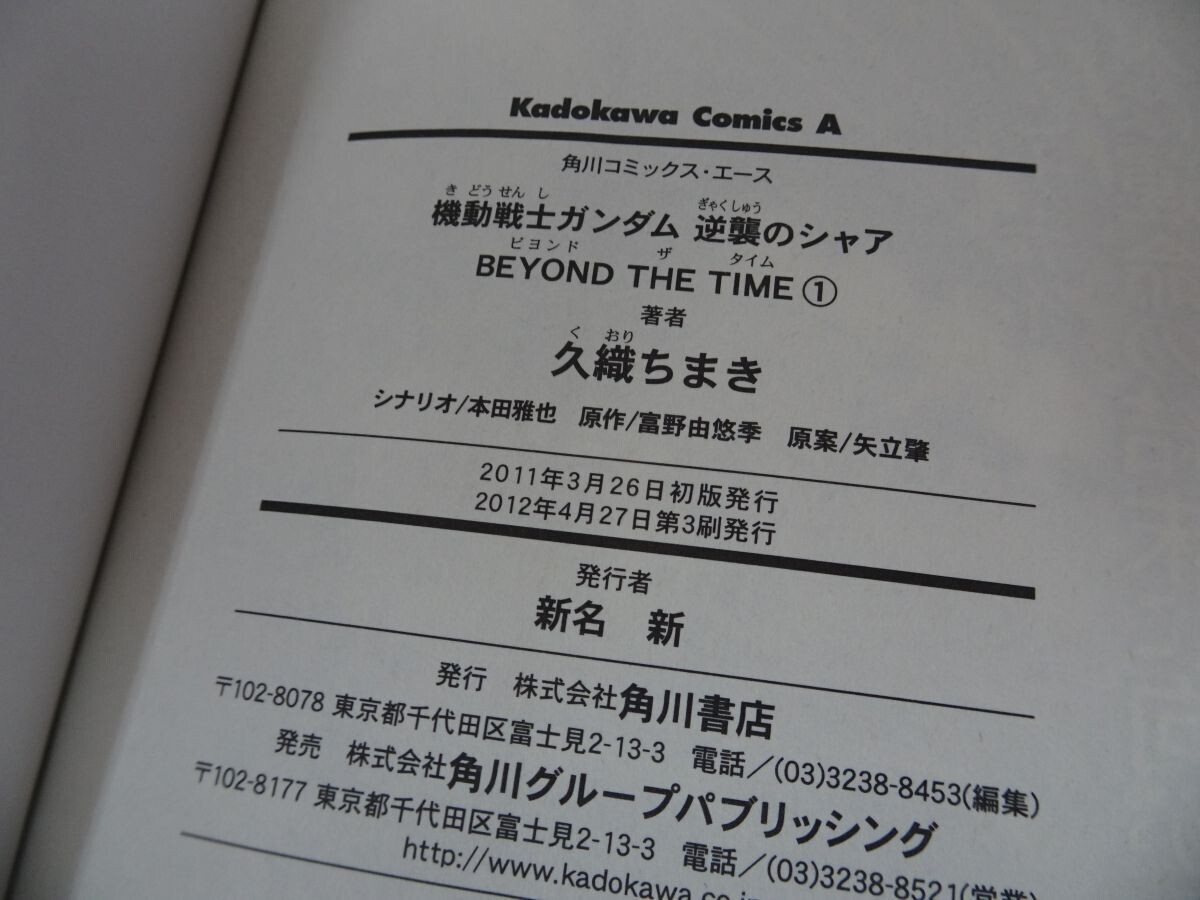 Kadokawa Comics A
角川コミックス・エース
き どう せん し ぎゃくしゅう
機動戦士ガンダム 逆襲のシャア
ビヨンド ザ タイム
BEYOND THE TIME ①
著者
く おり
久織ちまき
シナリオ/本田雅也 原作/富野由悠季 原案/矢立肇
2011年3月26日初版発行
2012年4月27日第3刷発行
発行者
新名 新
発行 株式会社角川書店
〒102-8078 東京都千代田区富士見2-13-3 電話/(03)3238-8453(編集)
発売 株式会社角川グループパブリッシング
〒102-8177 東京都千代田区富士見2-13-3 電話/(03)3238-8521(営業)
http://www.kadokawa.co